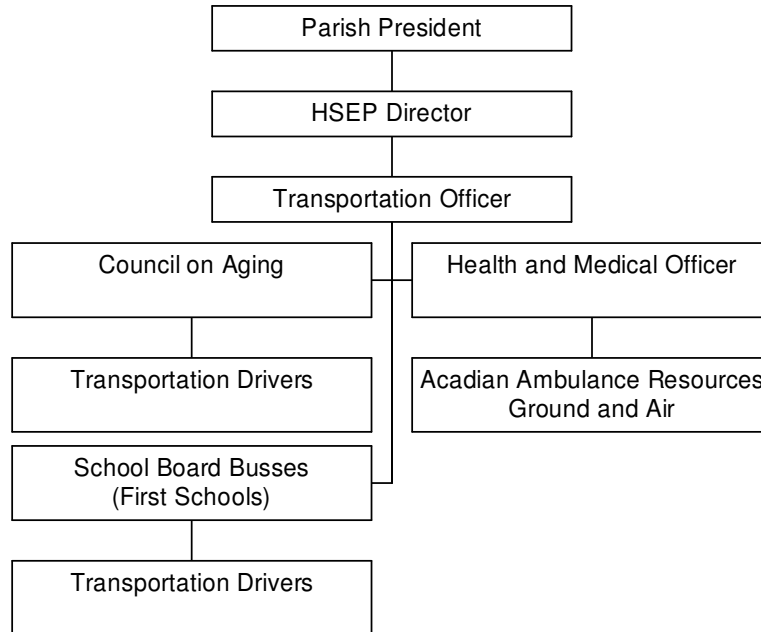 Parish President
HSEP Director
Transportation Officer
Council on Aging
Health and Medical Officer
Transportation Drivers
Acadian Ambulance Resources
Ground and Air
School Board Busses
(First Schools)
Transportation Drivers